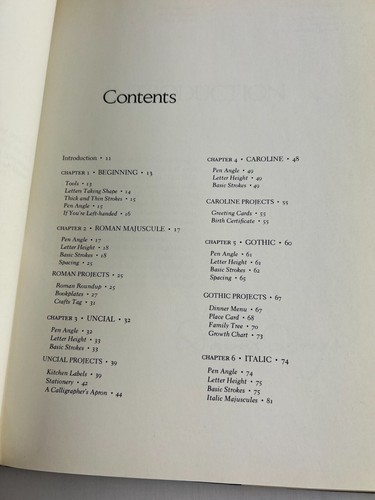 Contents
Introduction • 11
CHAPTER 1 • BEGINNING • 13
Tools • 13
Letters Taking Shape • 14
Thick and Thin Strokes • 15
Pen Angle • 15
If You're Left-handed • 16
CHAPTER 2 • ROMAN MAJUSCULE • 17
Pen Angle • 17
Letter Height • 18
Basic Strokes • 18
Spacing • 25
ROMAN PROJECTS • 25
Roman Roundup • 25
Bookplates • 27
Crafts Tag • 31
CHAPTER 3 • UNCIAL • 32
Pen Angle • 32
Letter Height • 33
Basic Strokes • 33
UNCIAL PROJECTS • 39
Kitchen Labels • 39
Stationery • 42
A Calligrapher's Apron • 44
CHAPTER 4 • CAROLINE • 48
Pen Angle • 49
Letter Height • 49
Basic Strokes • 49
CAROLINE PROJECTS • 55
Greeting Cards • 55
Birth Certificate • 55
CHAPTER 5 • GOTHIC • 60
Pen Angle • 61
Letter Height • 61
Basic Strokes • 62
Spacing • 65
GOTHIC PROJECTS • 67
Dinner Menu • 67
Place Card • 68
Family Tree • 70
Growth Chart • 73
CHAPTER 6 • ITALIC • 74
Pen Angle • 74
Letter Height • 75
Basic Strokes • 75
Italic Majuscules • 81